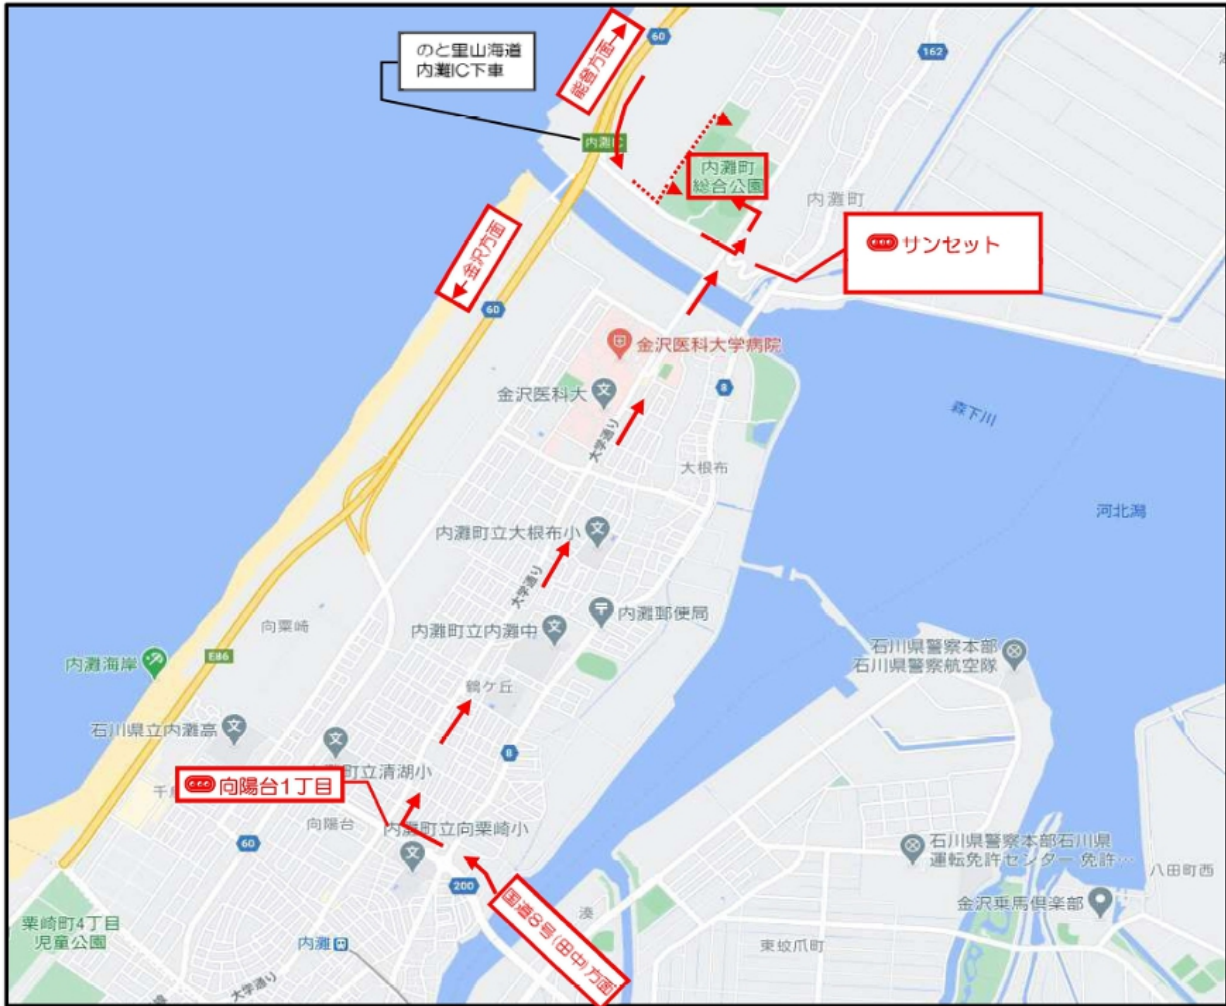 のと里山海道
内灘IC下車
能登方面
60
162
内灘IC
内灘町
総合公園
内灘町
サンセット
金沢方面
60
金沢医科大学病院
金沢医科大
8
大学通り
森下川
大根布
河北潟
内灘町立大根布小
大学通り
内灘町立内灘中
内灘郵便局
向粟崎
内灘海岸
E86
石川県警察本部
石川県警察航空隊
鶴ケ丘
石川県立内灘高
8
町立清湖小
向陽台1丁目
千鳥
向陽台
内灘町立向粟崎小
60
200
石川県警察本部石川県
運転免許センター 免許…
八田町西
金沢乗馬倶楽部
国道8号(田中)方面
湊
粟崎町4丁目
児童公園
内灘
東蚊爪町
大学通り